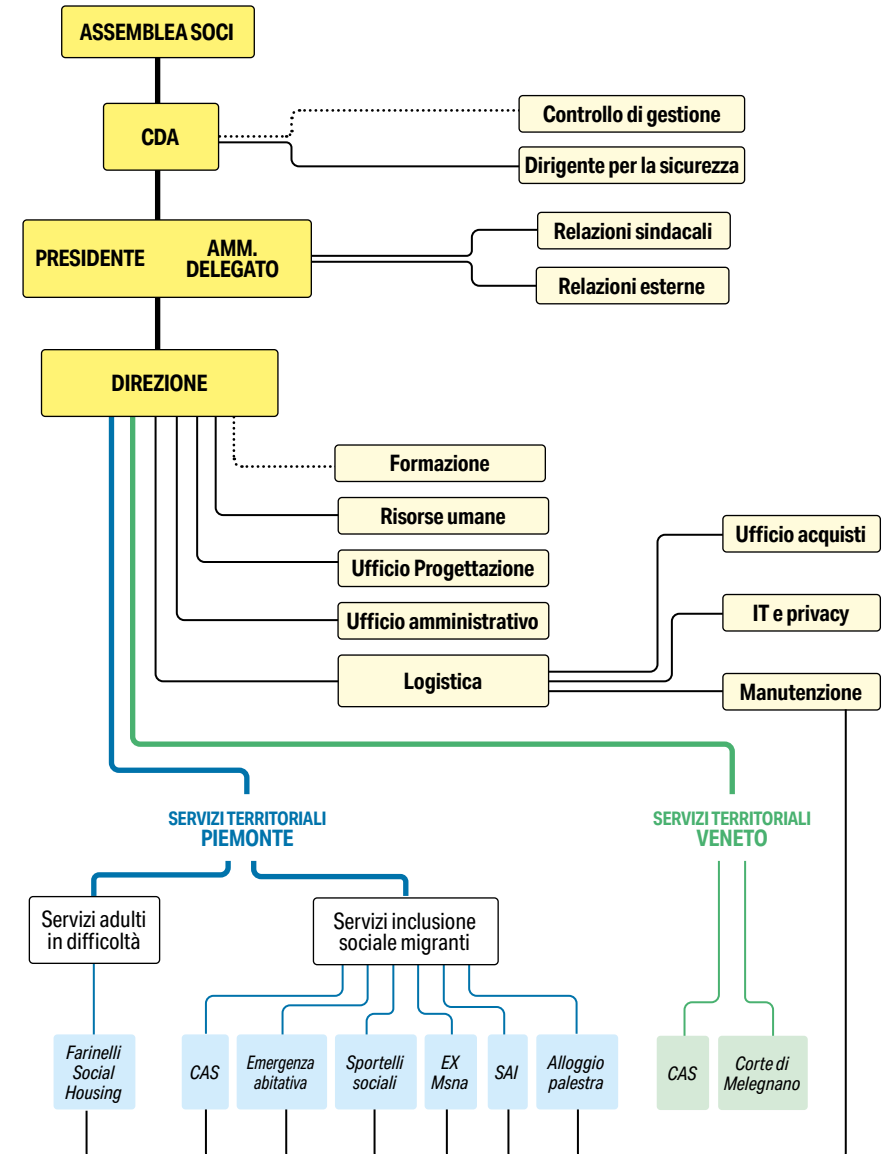 ASSEMBLEA SOCI
CDA
Controllo di gestione
Dirigente per la sicurezza
PRESIDENTE
AMM.
DELEGATO
Relazioni sindacali
Relazioni esterne
DIREZIONE
Formazione
Risorse umane
Ufficio Progettazione
Ufficio amministrativo
Logistica
Ufficio acquisti
IT e privacy
Manutenzione
SERVIZI TERRITORIALI
PIEMONTE
SERVIZI TERRITORIALI
VENETO
Servizi adulti
in difficoltà
Servizi inclusione
sociale migranti
Farinelli
Social
Housing
CAS
Emergenza
abitativa
Sportelli
sociali
EX
Msna
SAI
Alloggio
palestra
CAS
Corte di
Melegnano